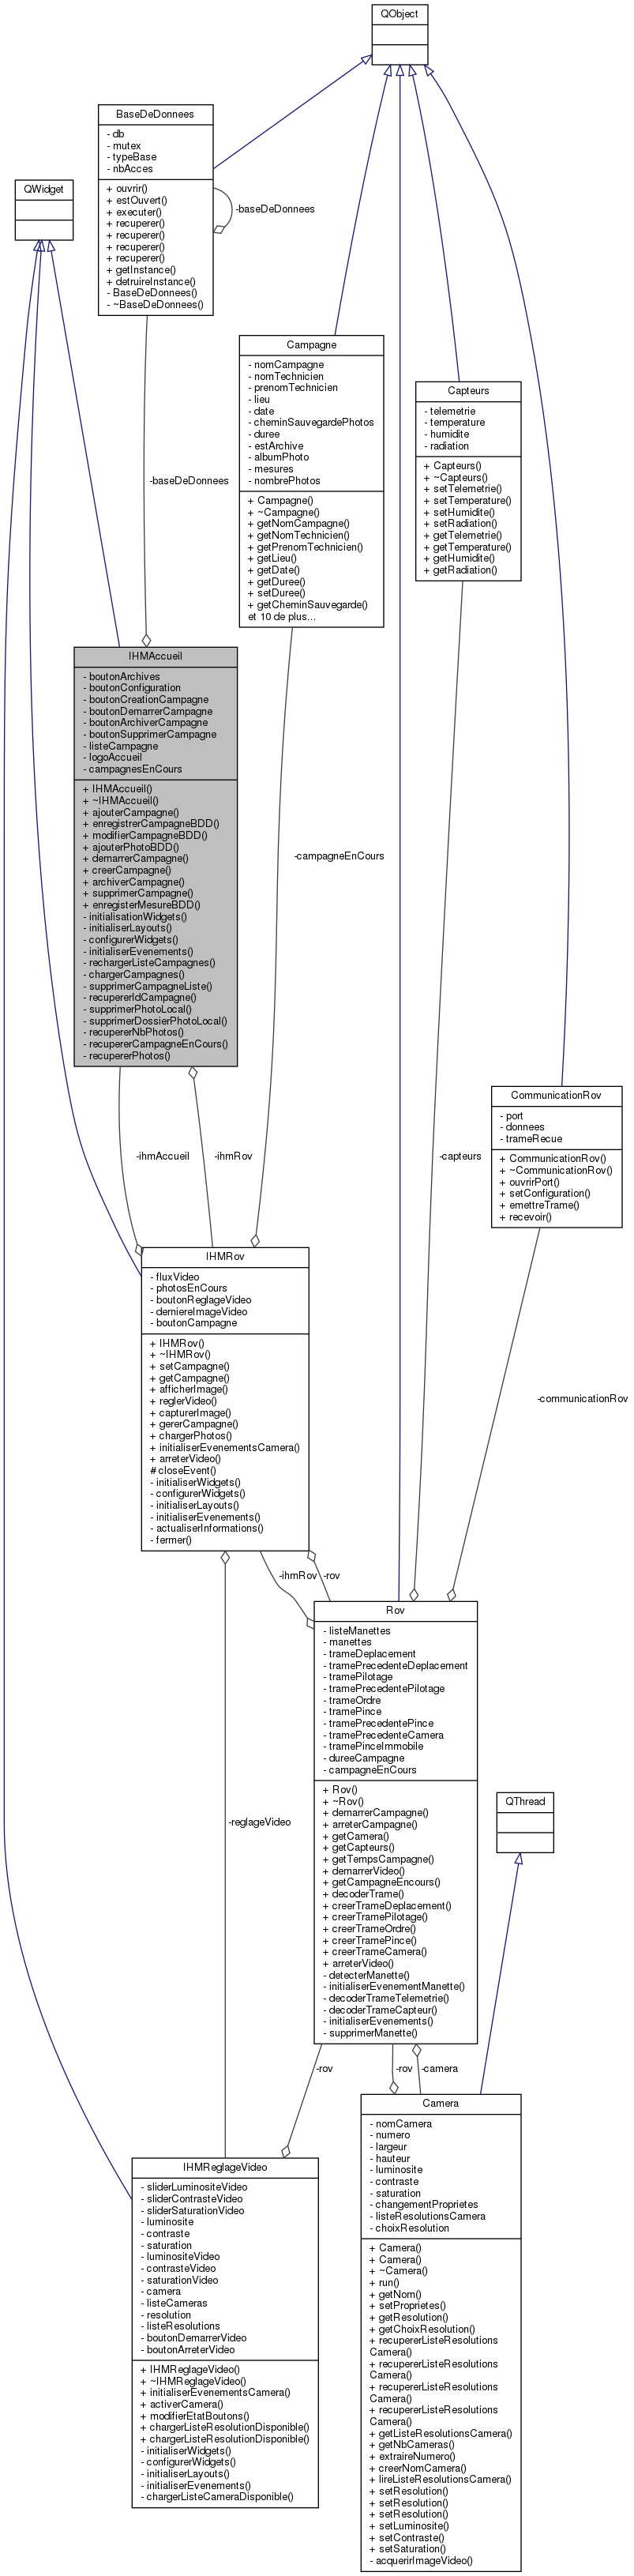 QObject
BaseDeDonnees
- db
- mutex
- typeBase
- nbAcces
+ ouvrir()
+ estOuvert()
+ executer()
+ recuperer()
+ recuperer()
+ recuperer()
+ recuperer()
+ getInstance()
+ detruireInstance()
- BaseDeDonnees()
- ~BaseDeDonnees()
-baseDeDonnees
QWidget
Campagne
- nomCampagne
- nomTechnicien
- prenomTechnicien
- lieu
- date
- cheminSauvegardePhotos
- duree
- estArchive
- albumPhoto
- mesures
- nombrePhotos
+ Campagne()
+ ~Campagne()
+ getNomCampagne()
+ getNomTechnicien()
+ getPrenomTechnicien()
+ getLieu()
+ getDate()
+ getDuree()
+ setDuree()
+ getCheminSauvegarde()
et 10 de plus...
Capteurs
- telemetrie
- temperature
- humidite
- radiation
+ Capteurs()
+ ~Capteurs()
+ setTelemetrie()
+ setTemperature()
+ setHumidite()
+ setRadiation()
+ getTelemetrie()
+ getTemperature()
+ getHumidite()
+ getRadiation()
-baseDeDonnees
IHMAccueil
- boutonArchives
- boutonConfiguration
- boutonCreationCampagne
- boutonDemarrerCampagne
- boutonArchiverCampagne
- boutonSupprimerCampagne
- listeCampagne
- logoAccueil
- campagnesEnCours
+ IHMAccueil()
+ ~IHMAccueil()
+ ajouterCampagne()
+ enregistrerCampagneBDD()
+ modifierCampagneBDD()
+ ajouterPhotoBDD()
+ demarrerCampagne()
+ creerCampagne()
+ archiverCampagne()
+ supprimerCampagne()
+ enregisterMesureBDD()
- initialisationWidgets()
- initialiserLayouts()
- configurerWidgets()
- initialiserEvenements()
- rechargerListeCampagnes()
- chargerCampagnes()
- supprimerCampagneListe()
- recupererIdCampagne()
- supprimerPhotoLocal()
- supprimerDossierPhotoLocal()
- recupererNbPhotos()
- recupererCampagneEnCours()
- recupererPhotos()
-campagneEnCours
CommunicationRov
- port
- donnees
- trameRecue
+ CommunicationRov()
+ ~CommunicationRov()
+ ouvrirPort()
+ setConfiguration()
+ emettreTrame()
+ recevoir()
-ihmAccueil
-ihmRov
-capteurs
IHMRov
- fluxVideo
- photosEnCours
- boutonReglageVideo
- derniereImageVideo
- boutonCampagne
+ IHMRov()
+ ~IHMRov()
+ setCampagne()
+ getCampagne()
+ afficherImage()
+ reglerVideo()
+ capturerImage()
+ gererCampagne()
+ chargerPhotos()
+ initialiserEvenementsCamera()
+ arreterVideo()
# closeEvent()
- initialiserWidgets()
- configurerWidgets()
- initialiserLayouts()
- initialiserEvenements()
- actualiserInformations()
- fermer()
-communicationRov
-ihmRov
-rov
Rov
- listeManettes
- manettes
- trameDeplacement
- tramePrecedenteDeplacement
- tramePilotage
- tramePrecedentePilotage
- trameOrdre
- tramePince
- tramePrecedentePince
- tramePrecedenteCamera
- tramePinceImmobile
- dureeCampagne
- campagneEnCours
+ Rov()
+ ~Rov()
+ demarrerCampagne()
+ arreterCampagne()
+ getCamera()
+ getCapteurs()
+ getTempsCampagne()
+ demarrerVideo()
+ getCampagneEncours()
+ decoderTrame()
+ creerTrameDeplacement()
+ creerTramePilotage()
+ creerTrameOrdre()
+ creerTramePince()
+ creerTrameCamera()
+ arreterVideo()
- detecterManette()
- initialiserEvenementManette()
- decoderTrameTelemetrie()
- decoderTrameCapteur()
- initialiserEvenements()
- supprimerManette()
QThread
-reglageVideo
-rov
-rov
-camera
IHMReglageVideo
- sliderLuminositeVideo
- sliderContrasteVideo
- sliderSaturationVideo
- luminosite
- contraste
- saturation
- luminositeVideo
- contrasteVideo
- saturationVideo
- camera
- listeCameras
- resolution
- listeResolutions
- boutonDemarrerVideo
- boutonArreterVideo
+ IHMReglageVideo()
+ ~IHMReglageVideo()
+ initialiserEvenementsCamera()
+ activerCamera()
+ modifierEtatBoutons()
+ chargerListeResolutionDisponible()
+ chargerListeResolutionDisponible()
- initialiserWidgets()
- configurerWidgets()
- initialiserLayouts()
- initialiserEvenements()
- chargerListeCameraDisponible()
Camera
- nomCamera
- numero
- largeur
- hauteur
- luminosite
- contraste
- saturation
- changementProprietes
- listeResolutionsCamera
- choixResolution
+ Camera()
+ Camera()
+ ~Camera()
+ run()
+ getNom()
+ setProprietes()
+ getResolution()
+ getChoixResolution()
+ recupererListeResolutions
Camera()
+ recupererListeResolutions
Camera()
+ recupererListeResolutions
Camera()
+ recupererListeResolutions
Camera()
+ getListeResolutionsCamera()
+ getNbCameras()
+ extraireNumero()
+ creerNomCamera()
+ lireListeResolutionsCamera()
+ setResolution()
+ setResolution()
+ setResolution()
+ setLuminosite()
+ setContraste()
+ setSaturation()
- acquerirImageVideo()